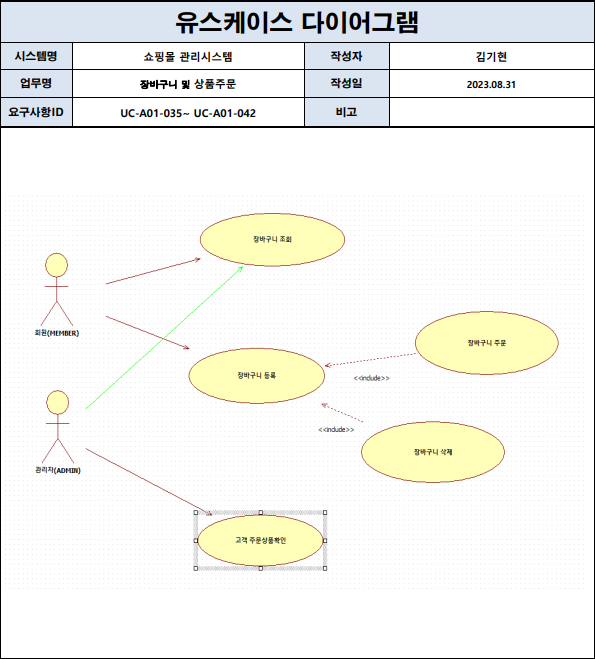 유스케이스 다이어그램
시스템명 쇼핑몰 관리시스템 작성자 김기현
업무명 장바구니 및 상품주문 작성일 2023.08.31
요구사항ID UC-A01-035~ UC-A01-042 비고
장바구니 조회
회원(MEMBER)
장바구니 주문
장바구니 등록
<<include>>
<<include>>
장바구니 삭제
관리자(ADMIN)
고객 주문상품확인